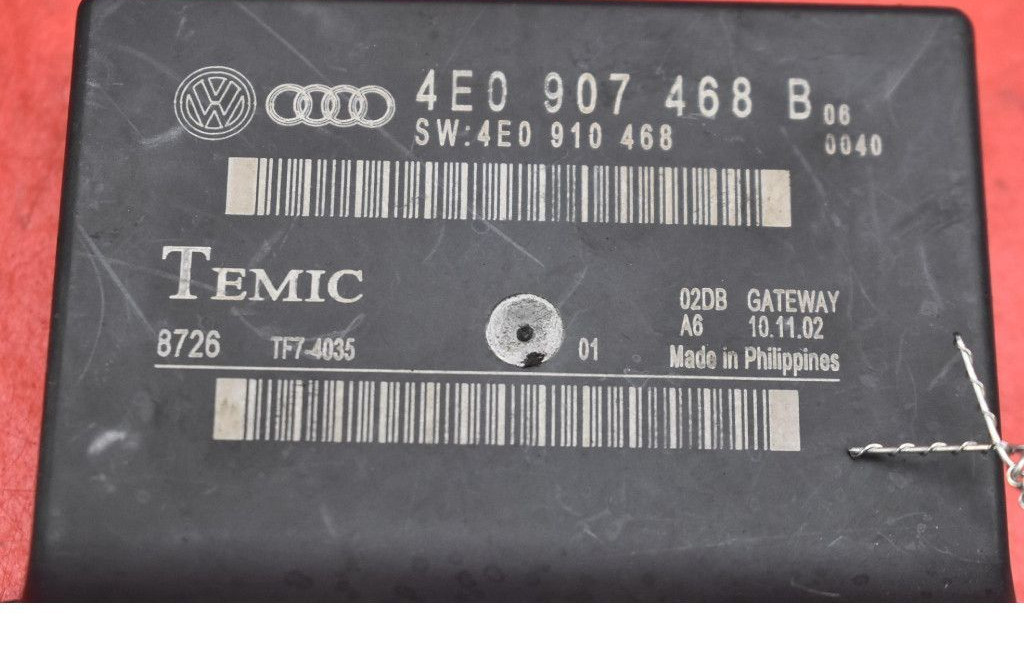 4E0 907 468 B 06
SW:4E0 910 468 0040
TEMIC
02DB GATEWAY
A6 10.11.02
8726 TF7-4035 01 Made in Philippines